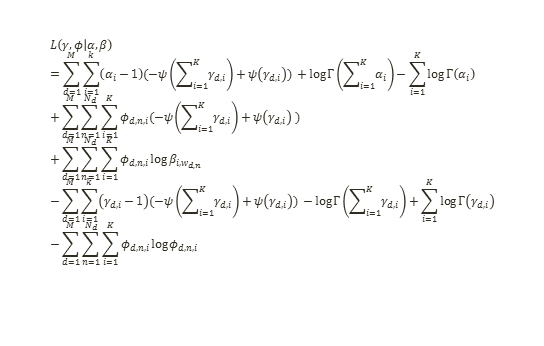 L(γ,ϕ|α,β)
= ∑_{d=1}^{M} ∑_{i=1}^{k} (α_i − 1)(−ψ(∑_{i=1}^{K} γ_{d,i}) + ψ(γ_{d,i})) + logΓ(∑_{i=1}^{K} α_i) − ∑_{i=1}^{K} logΓ(α_i)
+ ∑_{d=1}^{M} ∑_{n=1}^{N_d} ∑_{i=1}^{K} ϕ_{d,n,i}(−ψ(∑_{i=1}^{K} γ_{d,i}) + ψ(γ_{d,i}))
+ ∑_{d=1}^{M} ∑_{n=1}^{N_d} ∑_{i=1}^{K} ϕ_{d,n,i} log β_{i,w_{d,n}}
− ∑_{d=1}^{M} ∑_{i=1}^{k} (γ_{d,i} − 1)(−ψ(∑_{i=1}^{K} γ_{d,i}) + ψ(γ_{d,i})) − logΓ(∑_{i=1}^{K} γ_{d,i}) + ∑_{i=1}^{K} logΓ(γ_{d,i})
− ∑_{d=1}^{M} ∑_{n=1}^{N_d} ∑_{i=1}^{K} ϕ_{d,n,i} log ϕ_{d,n,i}